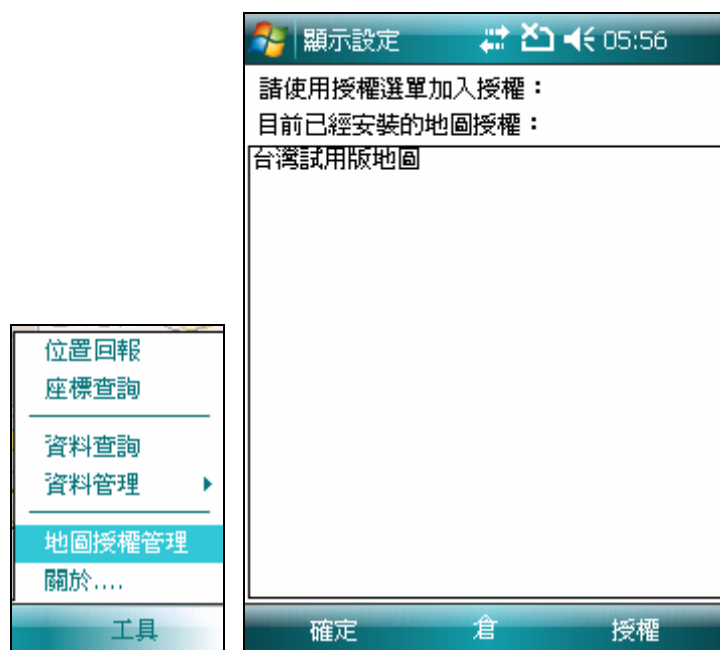 位置回報
座標查詢
資料查詢
資料管理
地圖授權管理
關於....
工具
顯示設定 05:56
請使用授權選單加入授權：
目前已經安裝的地圖授權：
台灣試用版地圖
確定 倉 授權